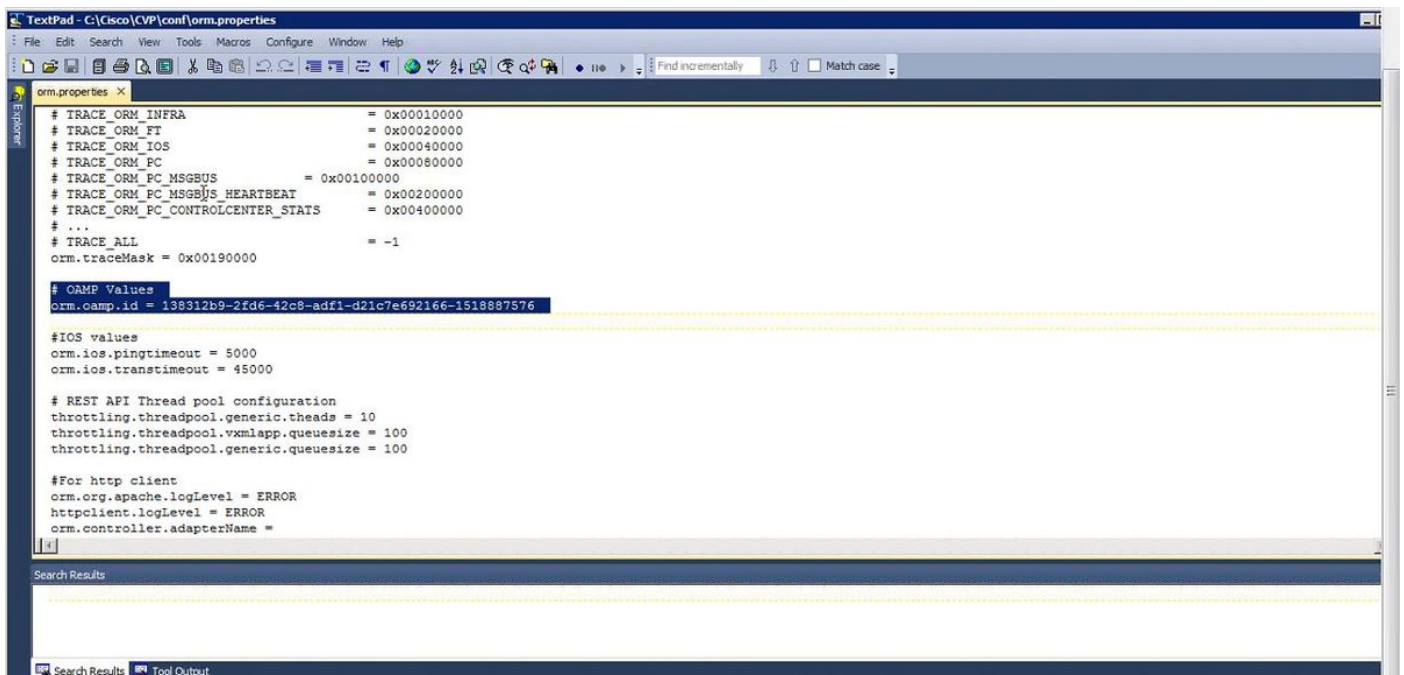 TextPad - C:\Cisco\CVP\conf\orm.properties
File Edit Search View Tools Macros Configure Window Help
Find incrementally Match case
Explorer
orm.properties
# TRACE_ORM_INFRA = 0x00010000
# TRACE_ORM_FT = 0x00020000
# TRACE_ORM_IOS = 0x00040000
# TRACE_ORM_PC = 0x00080000
# TRACE_ORM_PC_MSGBUS = 0x00100000
# TRACE_ORM_PC_MSGBUS_HEARTBEAT = 0x00200000
# TRACE_ORM_PC_CONTROLCENTER_STATS = 0x00400000
# ...
# TRACE_ALL = -1
orm.traceMask = 0x00190000
# OAMP Values
orm.oamp.id = 138312b9-2fd6-42c8-adf1-d21c7e692166-1518887576
#IOS values
orm.ios.pingtimeout = 5000
orm.ios.transtimeout = 45000
# REST API Thread pool configuration
throttling.threadpool.generic.theads = 10
throttling.threadpool.vxmlapp.queuesize = 100
throttling.threadpool.generic.queuesize = 100
#For http client
orm.org.apache.logLevel = ERROR
httpclient.logLevel = ERROR
orm.controller.adapterName =
Search Results
Search Results Tool Output